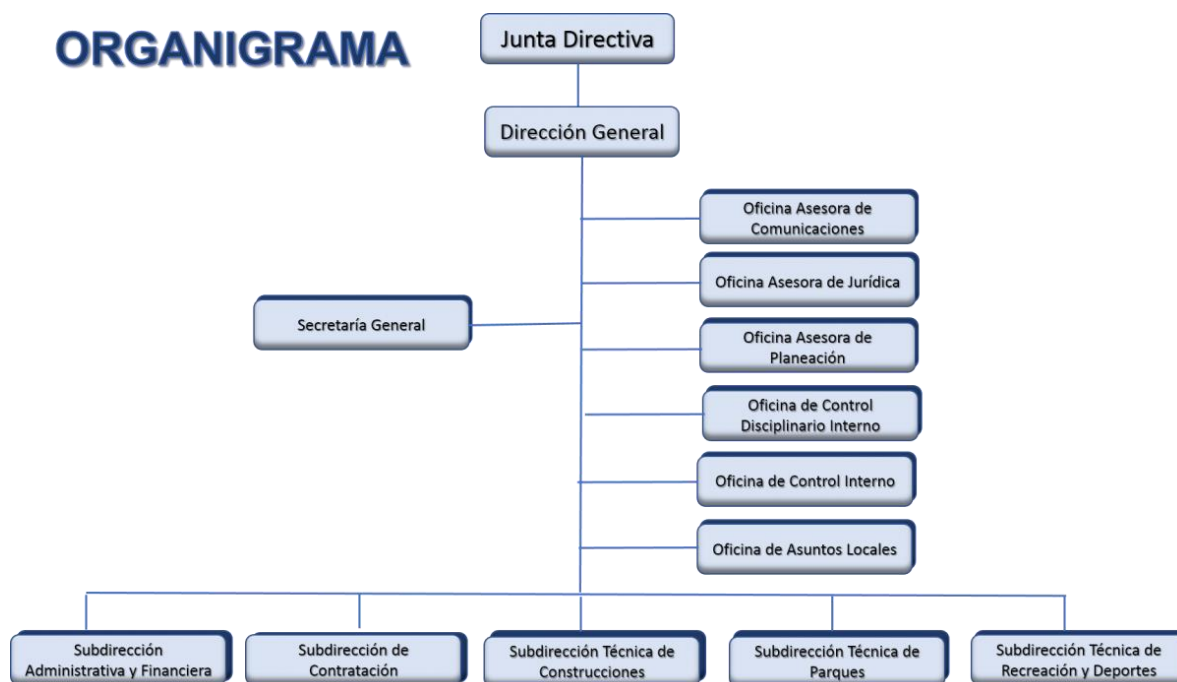 ORGANIGRAMA
Junta Directiva
Dirección General
Oficina Asesora de
Comunicaciones
Oficina Asesora de Jurídica
Secretaría General
Oficina Asesora de
Planeación
Oficina de Control
Disciplinario Interno
Oficina de Control Interno
Oficina de Asuntos Locales
Subdirección
Administrativa y Financiera
Subdirección de
Contratación
Subdirección Técnica de
Construcciones
Subdirección Técnica de
Parques
Subdirección Técnica de
Recreación y Deportes